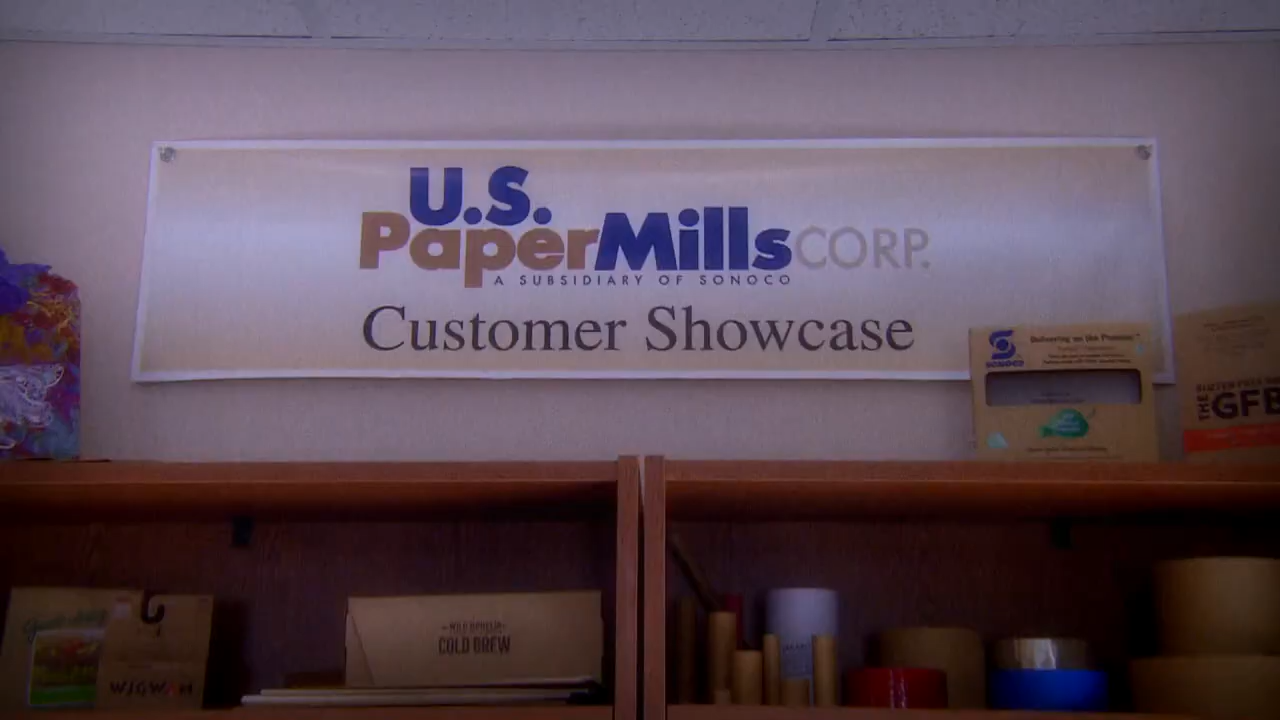 U.S.
PaperMills CORP.
A SUBSIDIARY OF SONOCO
Customer Showcase
SONOCO
Delivering on the Promise
THE
GFB
COLD BREW
WIGWAM